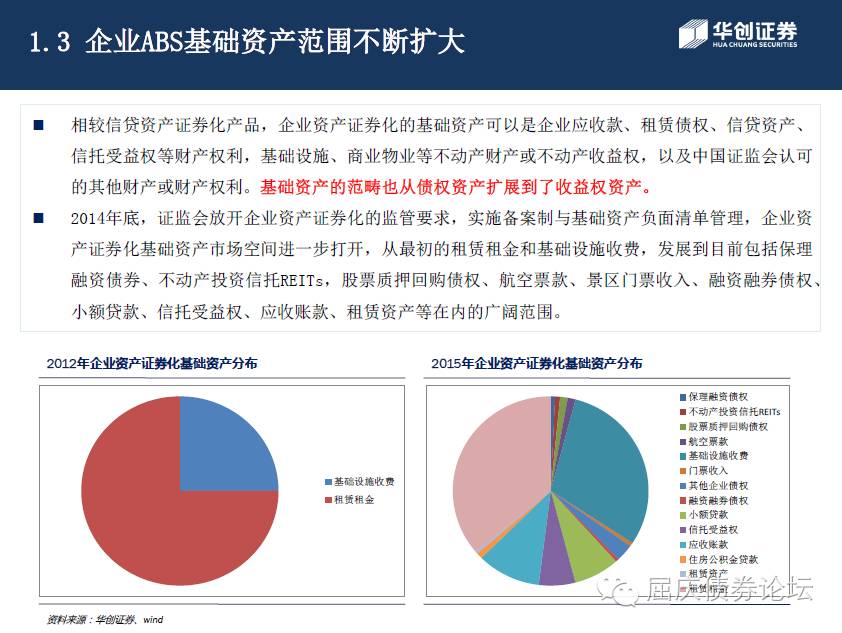 1.3 企业ABS基础资产范围不断扩大
华创证券
HUA CHUANG SECURITIES
■ 相较信贷资产证券化产品，企业资产证券化的基础资产可以是企业应收款、租赁债权、信贷资产、
信托受益权等财产权利，基础设施、商业物业等不动产财产或不动产收益权，以及中国证监会认可
的其他财产或财产权利。基础资产的范畴也从债权资产扩展到了收益权资产。
■ 2014年底，证监会放开企业资产证券化的监管要求，实施备案制与基础资产负面清单管理，企业资
产证券化基础资产市场空间进一步打开，从最初的租赁租金和基础设施收费，发展到目前包括保理
融资债券、不动产投资信托REITs，股票质押回购债权、航空票款、景区门票收入、融资融券债权、
小额贷款、信托受益权、应收账款、租赁资产等在内的广阔范围。
2012年企业资产证券化基础资产分布
基础设施收费
租赁租金
2015年企业资产证券化基础资产分布
保理融资债权
不动产投资信托REITs
股票质押回购债权
航空票款
基础设施收费
门票收入
其他企业债权
融资融券债权
小额贷款
信托受益权
应收账款
住房公积金贷款
租赁资产
租赁租金
屈庆债券论坛
资料来源：华创证券、wind